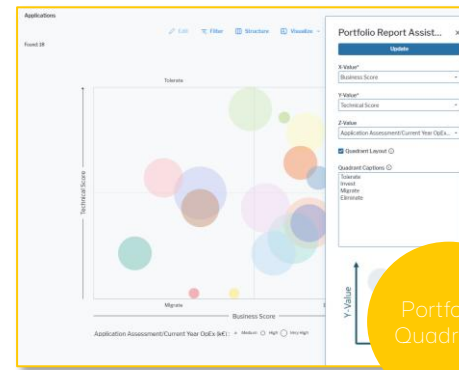 Applications
Edit Filter Structure Visualize
Found 18
Tolerate
Technical Score
Migrate
Business Score
Application Assessment/Current Year OpEx (k€): Medium High Very High
Portfolio Report Assist... ×
Update
X-Value*
Business Score
Y-Value*
Technical Score
Z-Value
Application Assessment/Current Year OpEx...
Quadrant Layout
Quadrant Captions
Tolerate
Invest
Migrate
Eliminate
Y-Value
Portfo
Quadr